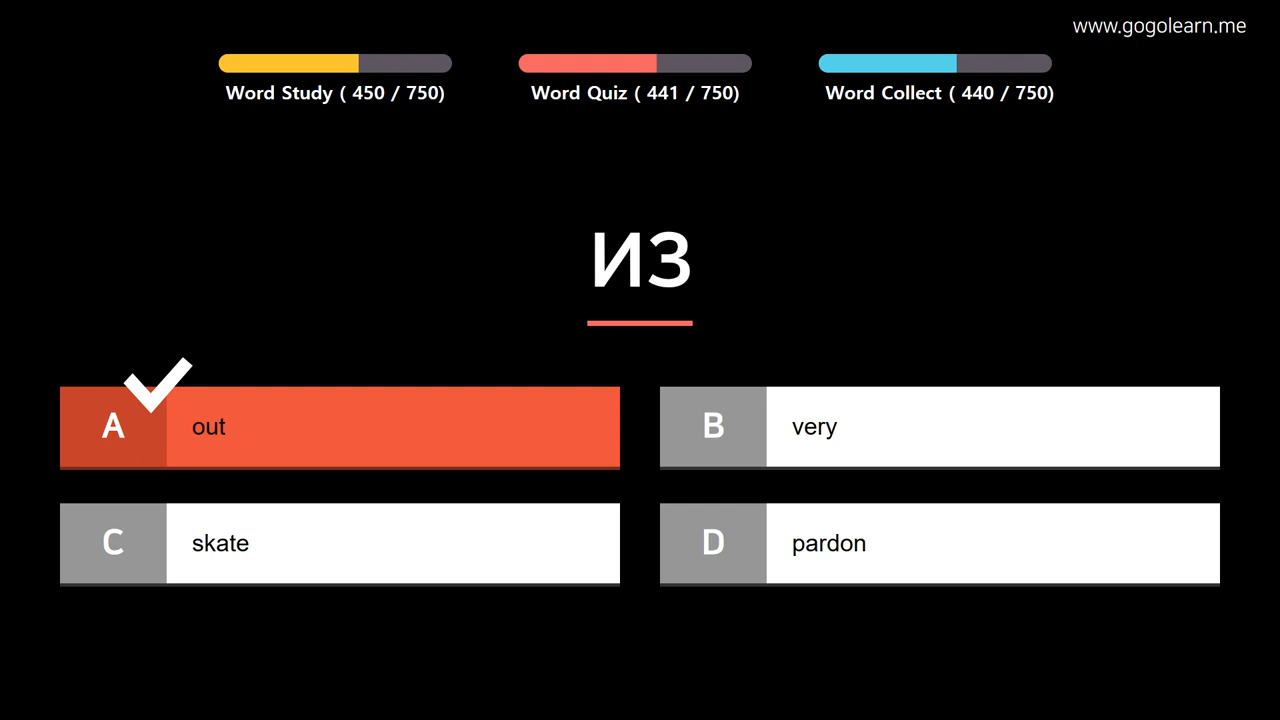 www.gogolearn.me
Word Study ( 450 / 750)
Word Quiz ( 441 / 750)
Word Collect ( 440 / 750)
из
A out
B very
C skate
D pardon